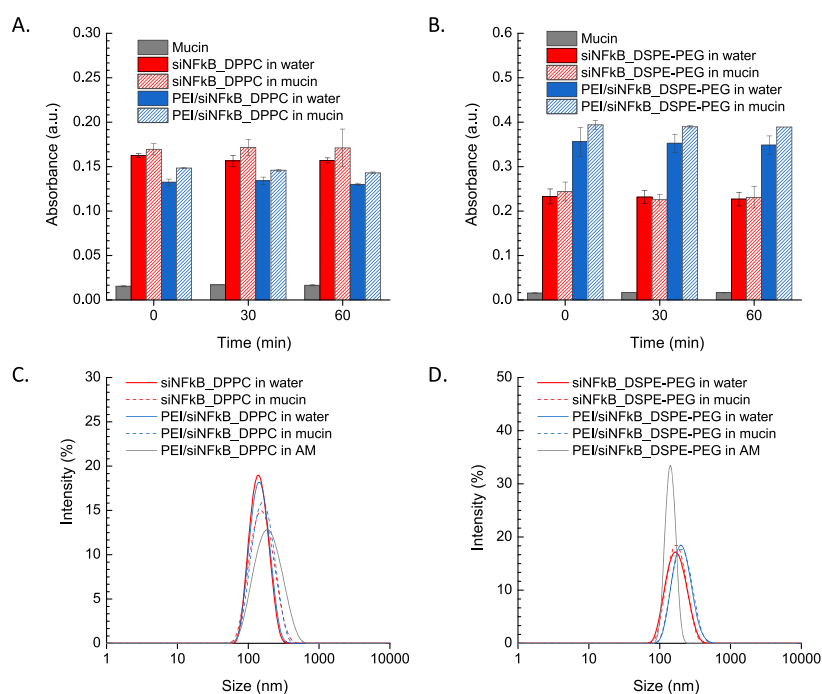 A.
0.30
0.25
0.20
0.15
0.10
0.05
0.00
Absorbance (a.u.)
Mucin
siNFkB_DPPC in water
siNFkB_DPPC in mucin
PEI/siNFkB_DPPC in water
PEI/siNFkB_DPPC in mucin
0 30 60
Time (min)
B.
0.6
0.5
0.4
0.3
0.2
0.1
0.0
Absorbance (a.u.)
Mucin
siNFkB_DSPE-PEG in water
siNFkB_DSPE-PEG in mucin
PEI/siNFkB_DSPE-PEG in water
PEI/siNFkB_DSPE-PEG in mucin
0 30 60
Time (min)
C.
30
25
20
15
10
5
0
Intensity (%)
siNFkB_DPPC in water
siNFkB_DPPC in mucin
PEI/siNFkB_DPPC in water
PEI/siNFkB_DPPC in mucin
PEI/siNFkB_DPPC in AM
1 10 100 1000 10000
Size (nm)
D.
50
40
30
20
10
0
Intensity (%)
siNFkB_DSPE-PEG in water
siNFkB_DSPE-PEG in mucin
PEI/siNFkB_DSPE-PEG in water
PEI/siNFkB_DSPE-PEG in mucin
PEI/siNFkB_DSPE-PEG in AM
1 10 100 1000 10000
Size (nm)